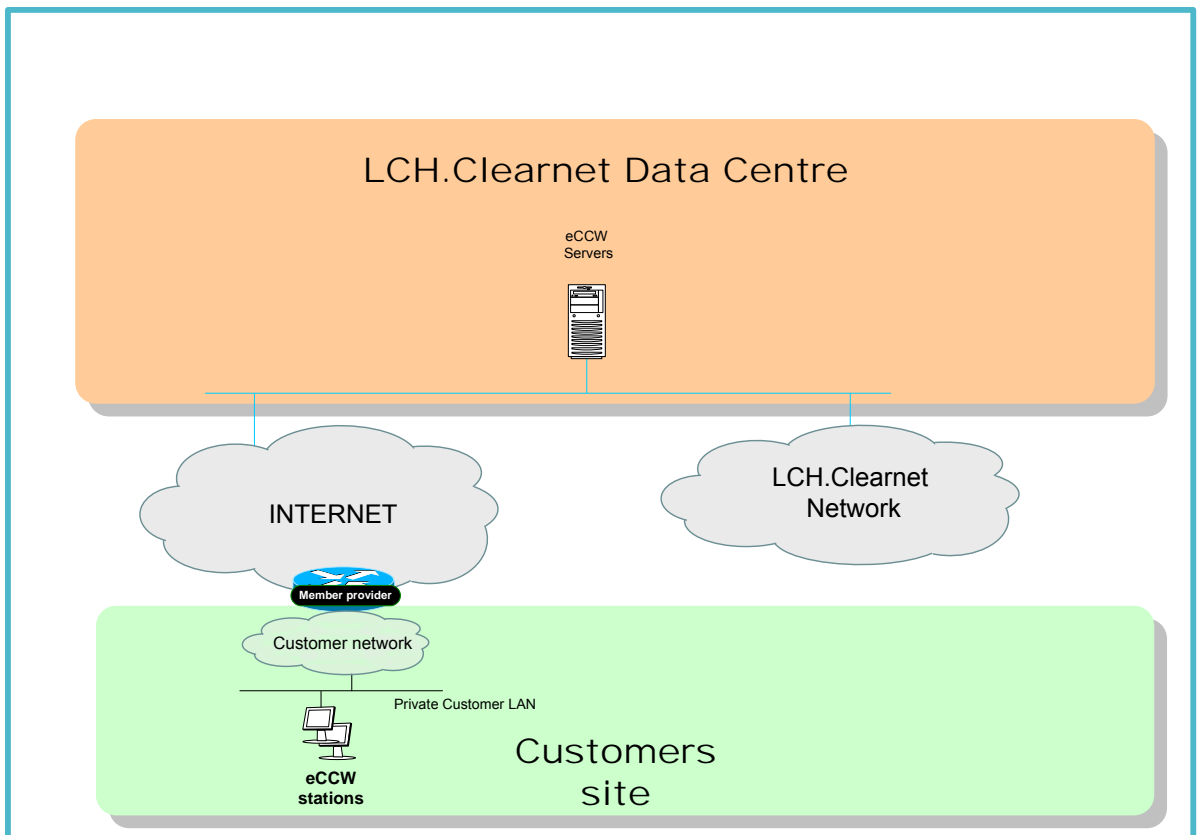 LCH.Clearnet Data Centre
eCCW
Servers
INTERNET
LCH.Clearnet
Network
Member provider
Customer network
Private Customer LAN
eCCW
stations
Customers
site